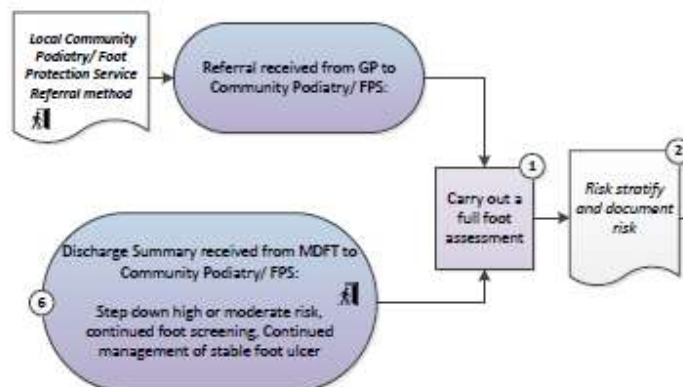 Local Community
Podiatry/ Foot
Protection Service
Referral method
Referral received from GP to
Community Podiatry/ FPS:
1
Carry out a
full foot
assessment
2
Risk stratify
and document
risk
6
Discharge Summary received from MDFT to
Community Podiatry/ FPS:
Step down high or moderate risk,
continued foot screening, Continued
management of stable foot ulcer